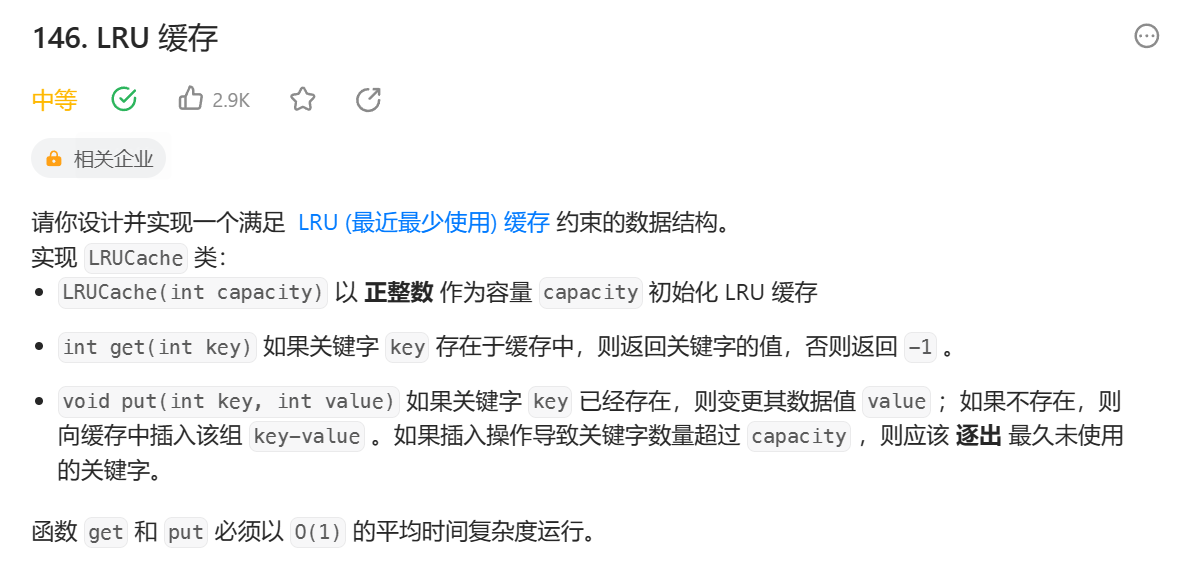 146. LRU 缓存
中等 2.9K
相关企业
请你设计并实现一个满足 LRU (最近最少使用) 缓存 约束的数据结构。
实现 LRUCache 类：
• LRUCache(int capacity) 以 正整数 作为容量 capacity 初始化 LRU 缓存
• int get(int key) 如果关键字 key 存在于缓存中，则返回关键字的值，否则返回 -1 。
• void put(int key, int value) 如果关键字 key 已经存在，则变更其数据值 value ；如果不存在，则
向缓存中插入该组 key-value 。如果插入操作导致关键字数量超过 capacity ，则应该 逐出 最久未使用
的关键字。
函数 get 和 put 必须以 O(1) 的平均时间复杂度运行。